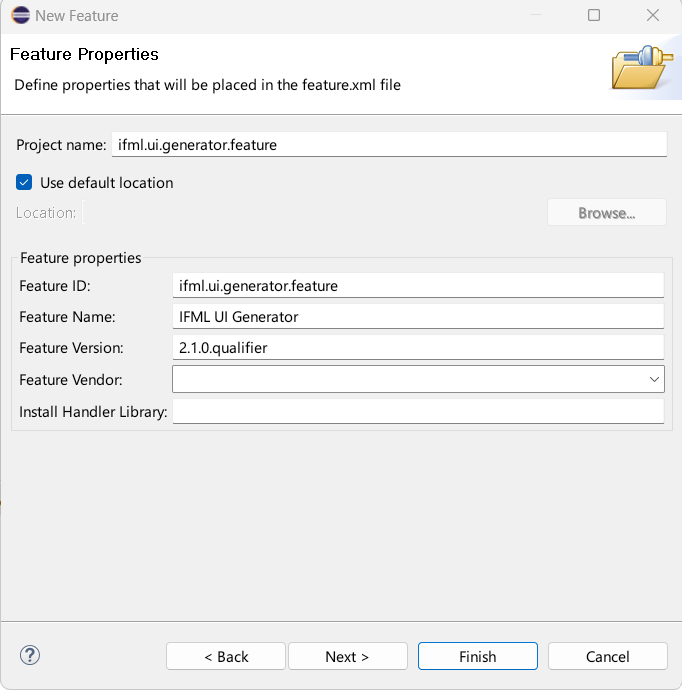 New Feature
Feature Properties
Define properties that will be placed in the feature.xml file
Project name: ifml.ui.generator.feature
Use default location
Location:
Browse...
Feature properties
Feature ID: ifml.ui.generator.feature
Feature Name: IFML UI Generator
Feature Version: 2.1.0.qualifier
Feature Vendor:
Install Handler Library:
? < Back Next > Finish Cancel